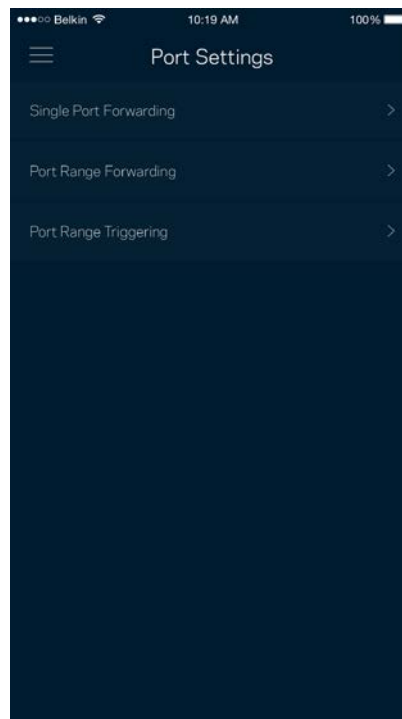 Belkin 10:19 AM 100%
Port Settings
Single Port Forwarding
Port Range Forwarding
Port Range Triggering